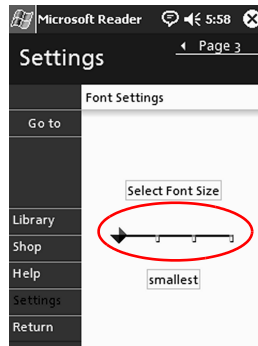 Microsoft Reader 5:58
Settings
Page 3
Font Settings
Go to
Select Font Size
Library
Shop
Help
smallest
Settings
Return